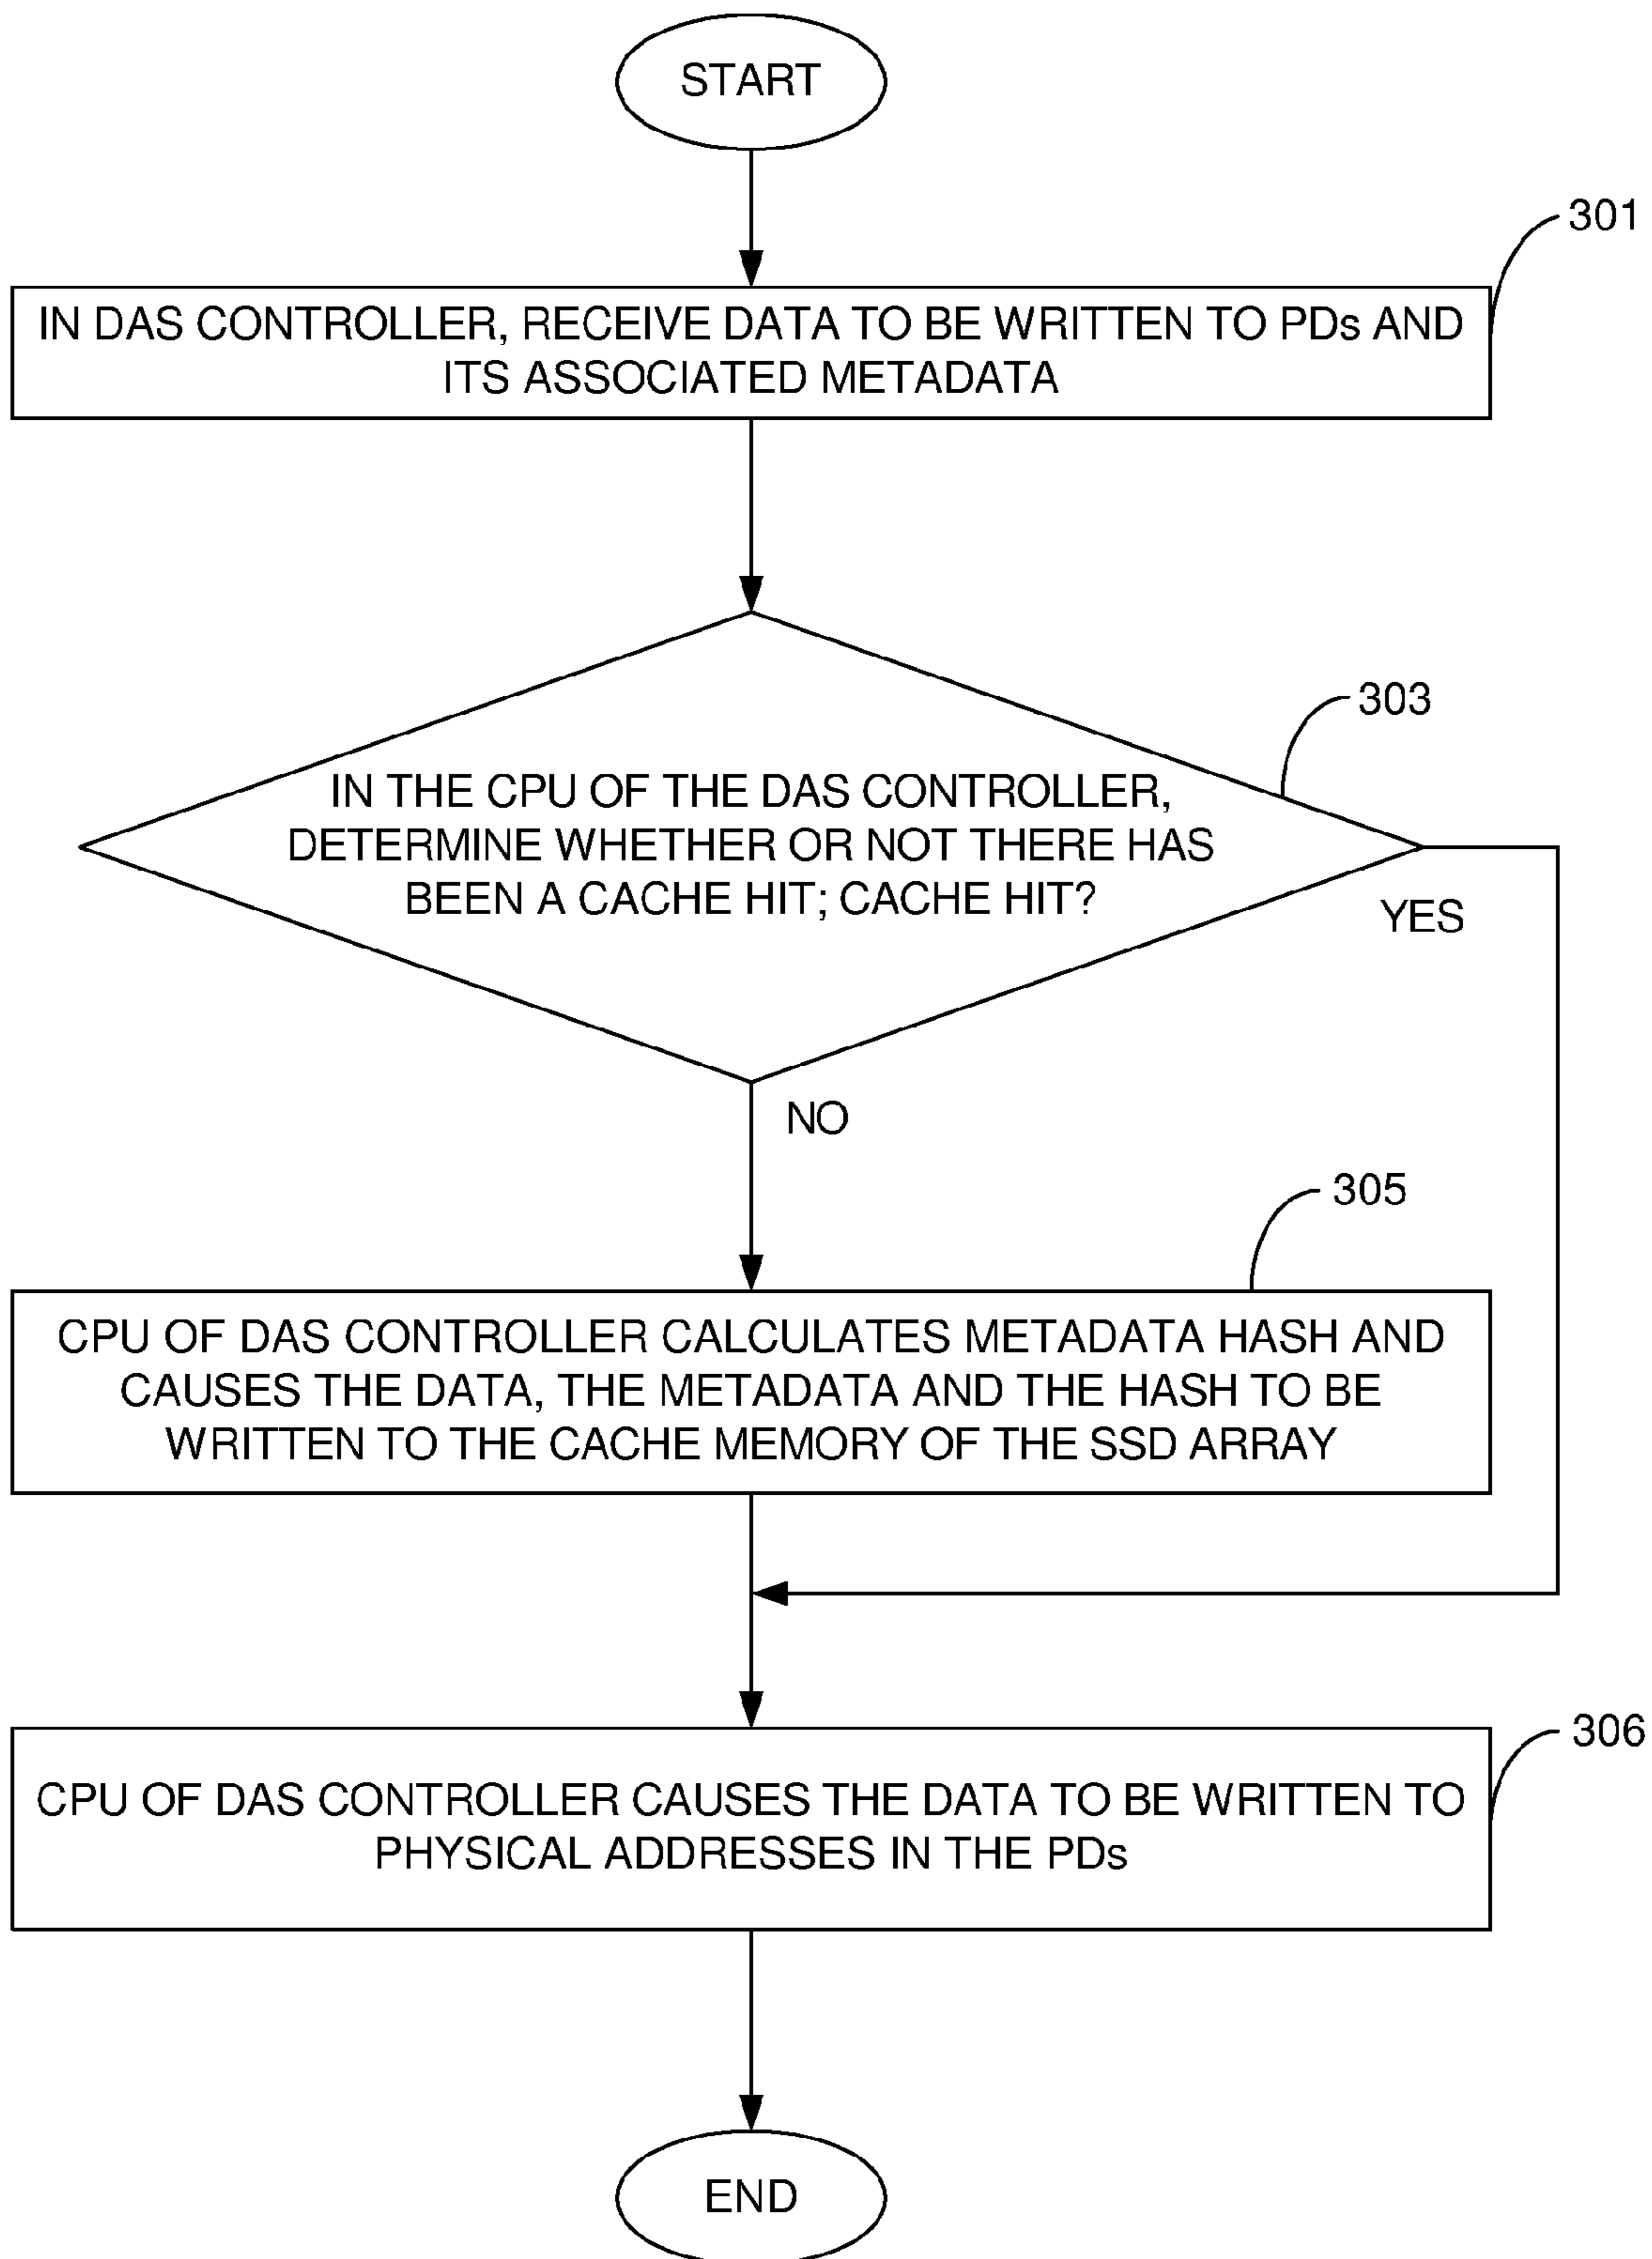 START
301
IN DAS CONTROLLER, RECEIVE DATA TO BE WRITTEN TO PDs AND
ITS ASSOCIATED METADATA
303
IN THE CPU OF THE DAS CONTROLLER,
DETERMINE WHETHER OR NOT THERE HAS
BEEN A CACHE HIT; CACHE HIT?
YES
NO
305
CPU OF DAS CONTROLLER CALCULATES METADATA HASH AND
CAUSES THE DATA, THE METADATA AND THE HASH TO BE
WRITTEN TO THE CACHE MEMORY OF THE SSD ARRAY
306
CPU OF DAS CONTROLLER CAUSES THE DATA TO BE WRITTEN TO
PHYSICAL ADDRESSES IN THE PDs
END